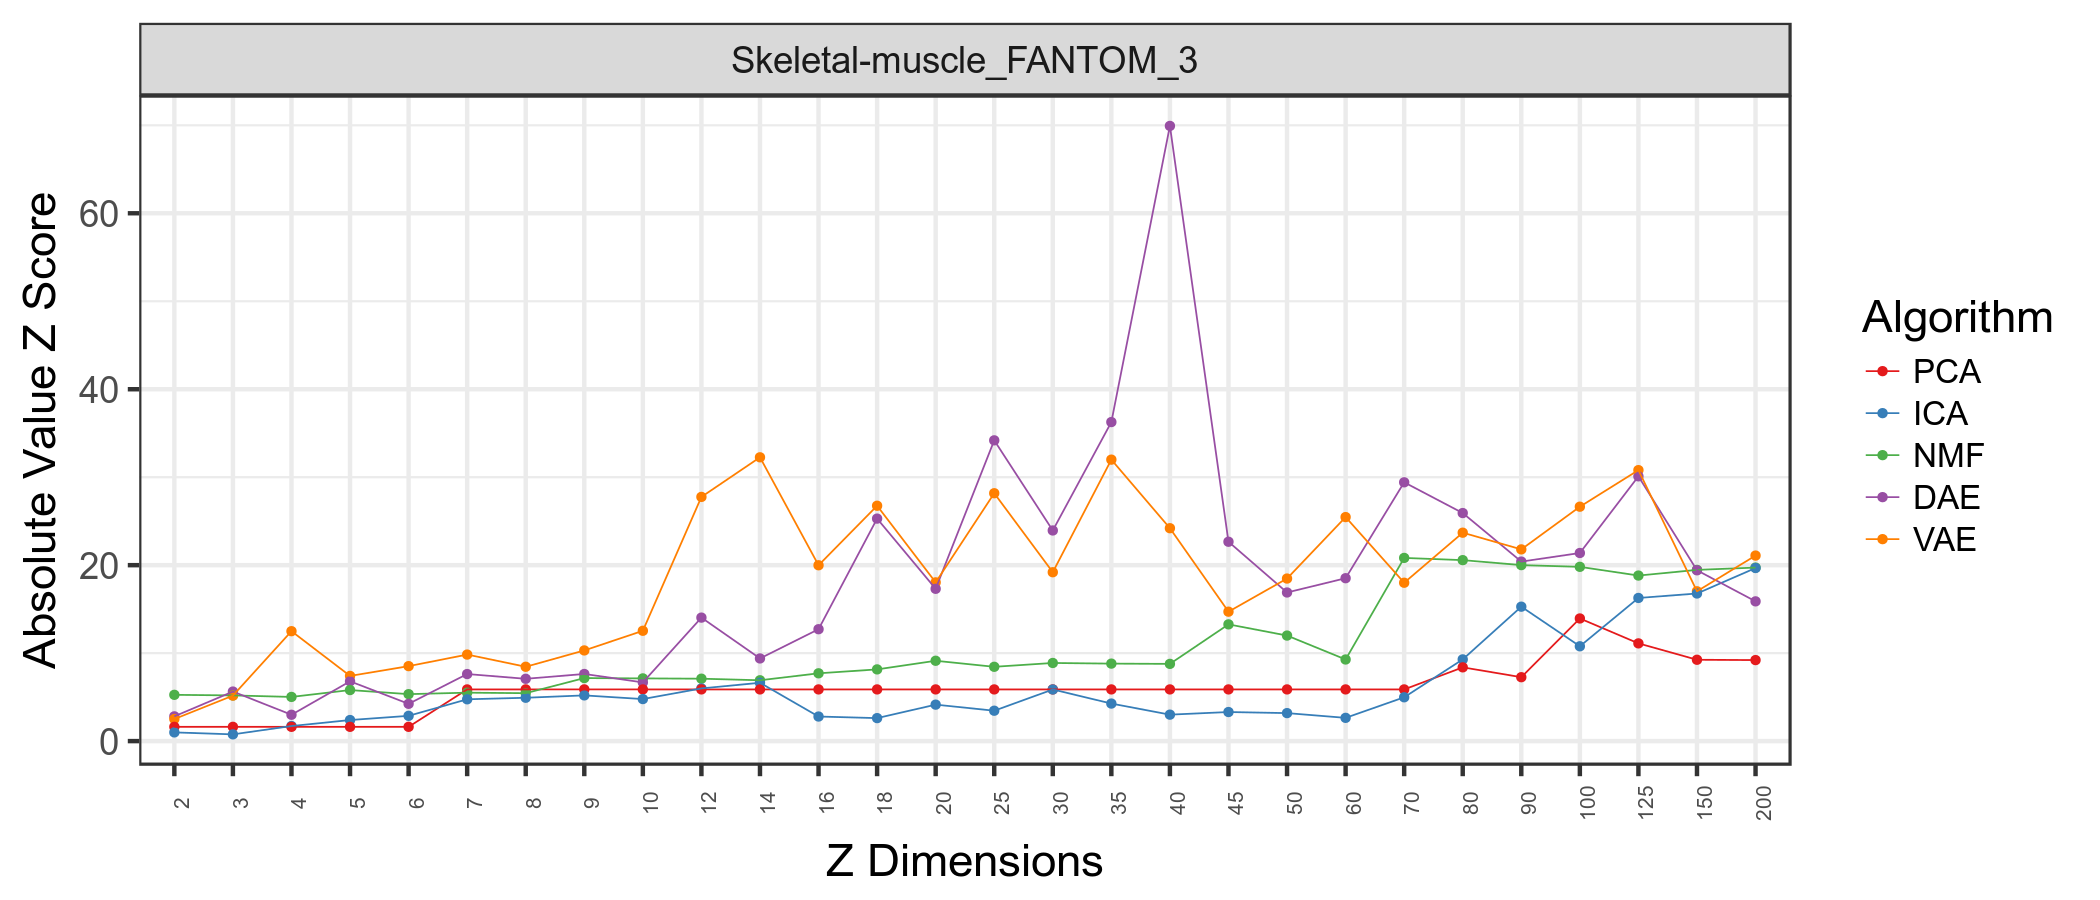 Skeletal-muscle_FANTOM_3
Absolute Value Z Score
60
40
20
0
2 3 4 5 6 7 8 9 10 12 14 16 18 20 25 30 35 40 45 50 60 70 80 90 100 125 150 200
Z Dimensions
Algorithm
PCA
ICA
NMF
DAE
VAE